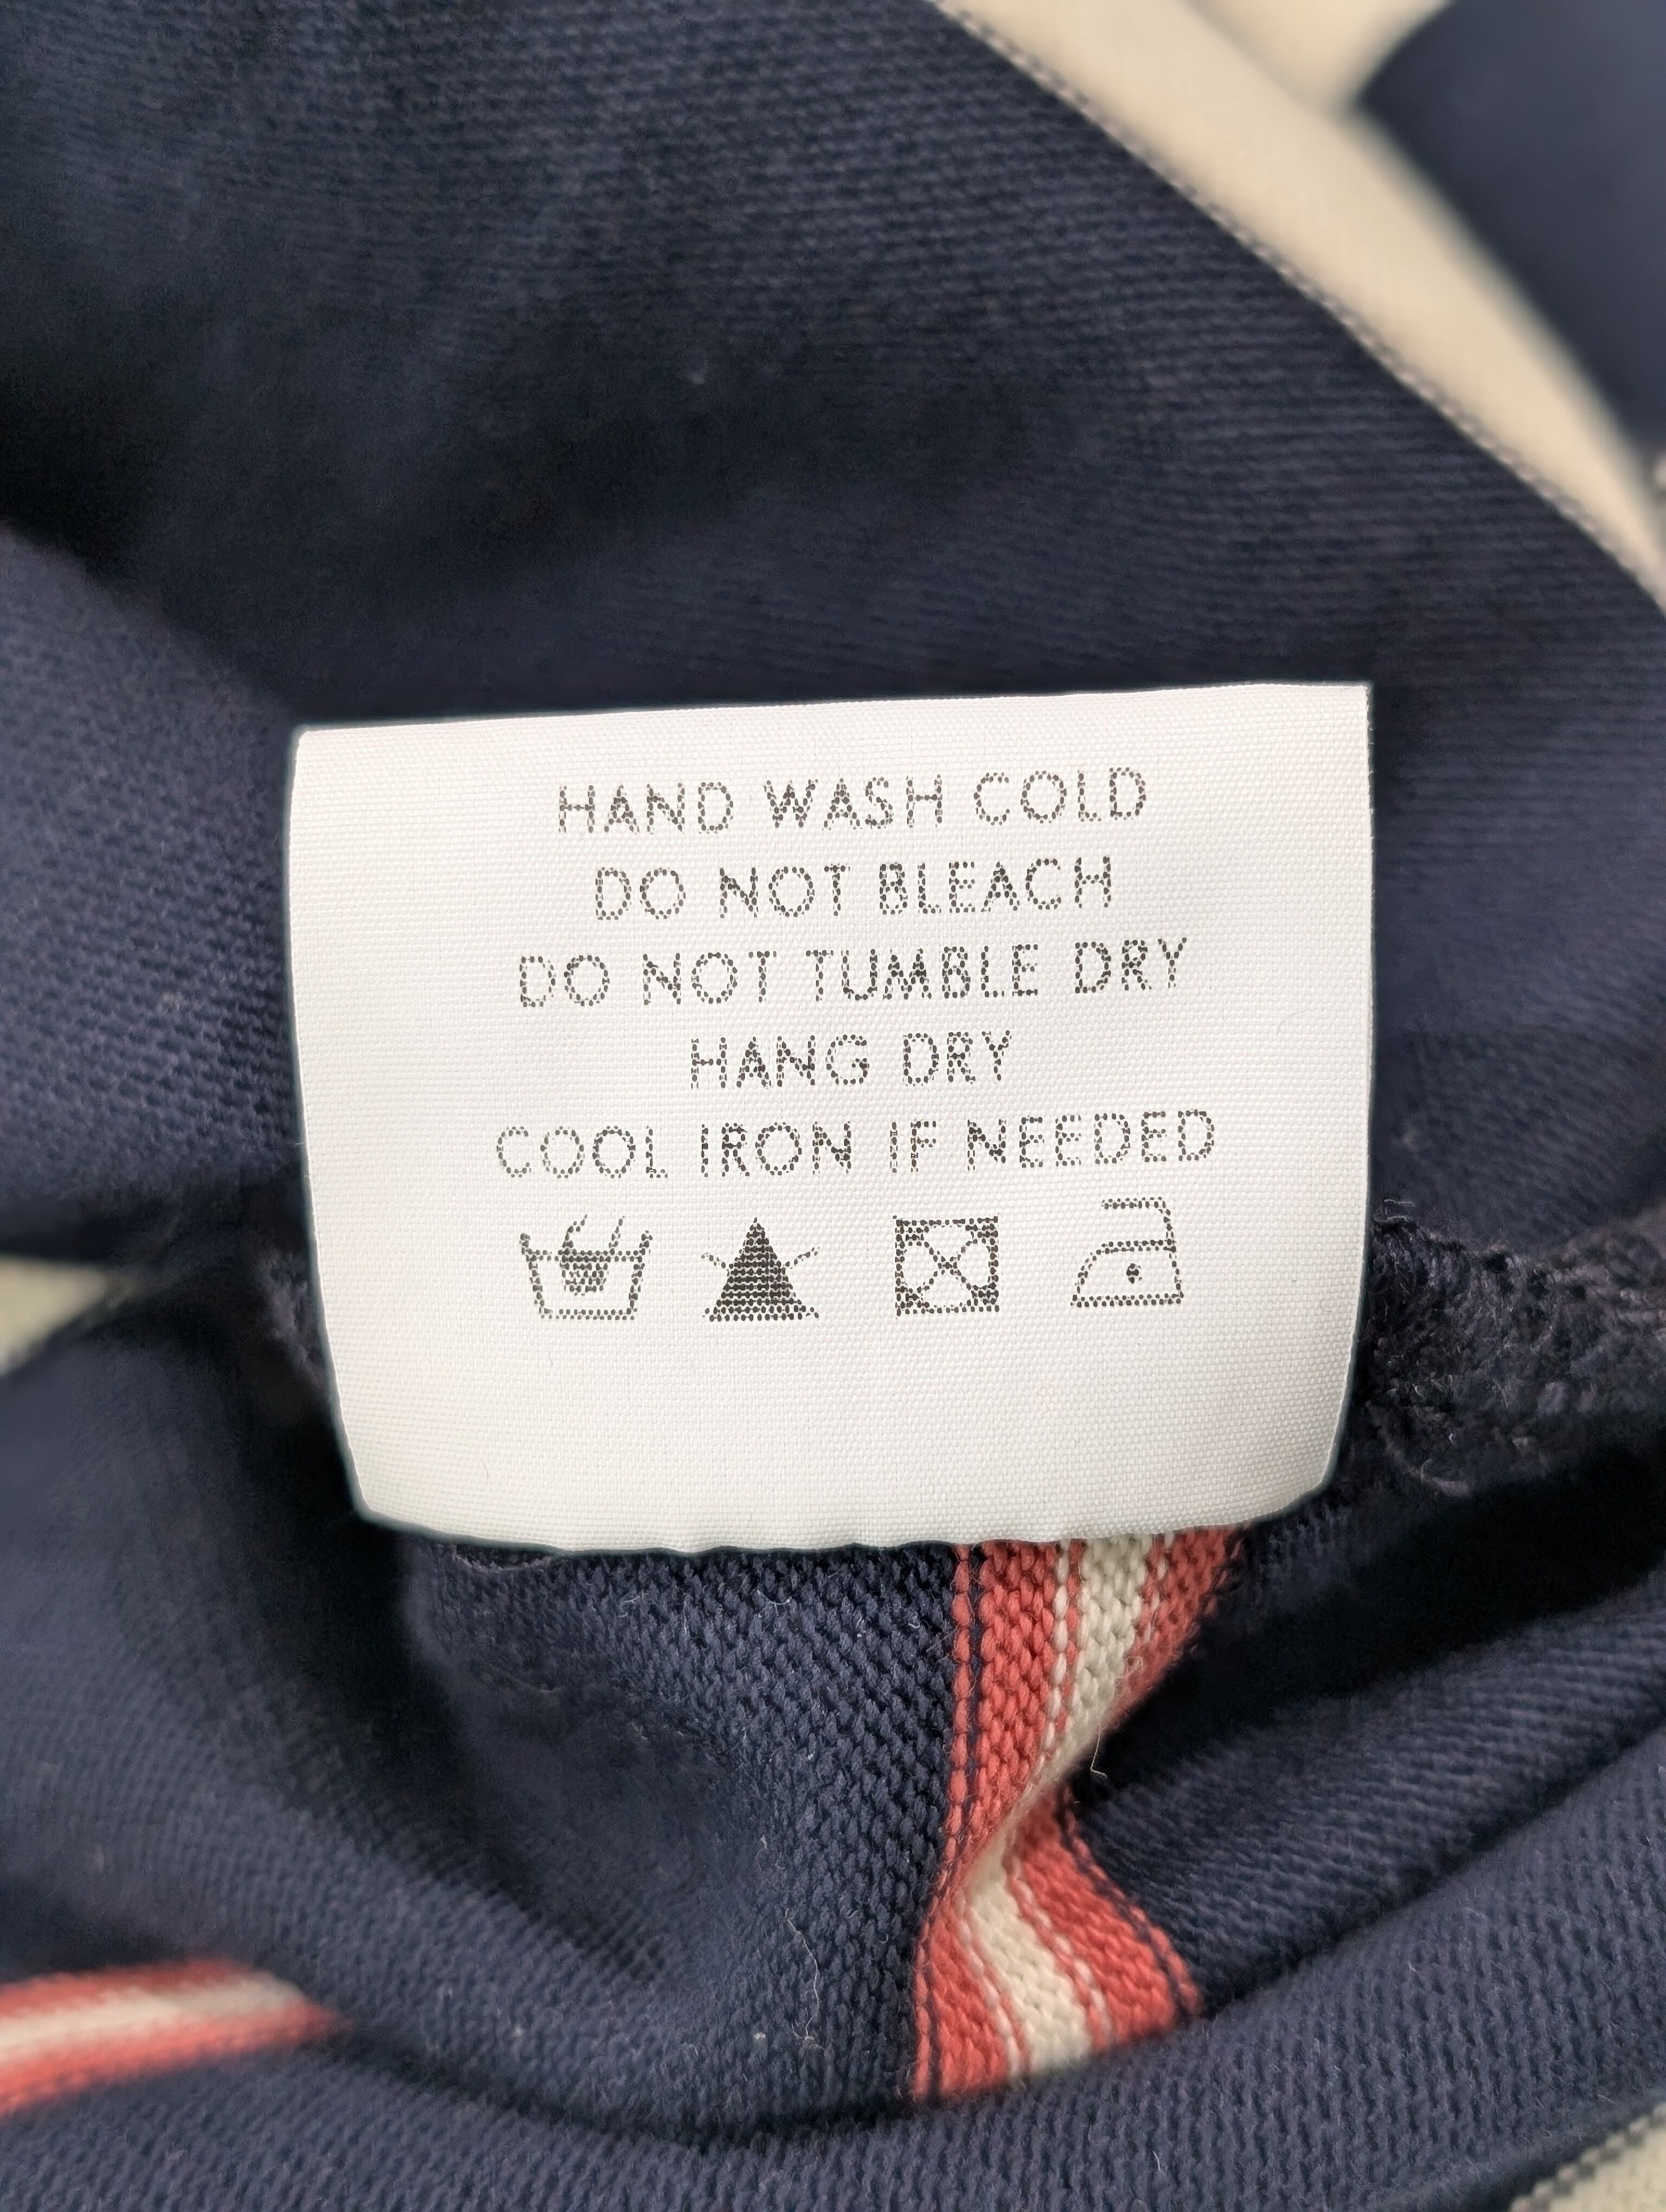 HAND WASH COLD
DO NOT BLEACH
DO NOT TUMBLE DRY
HANG DRY
COOL IRON IF NEEDED